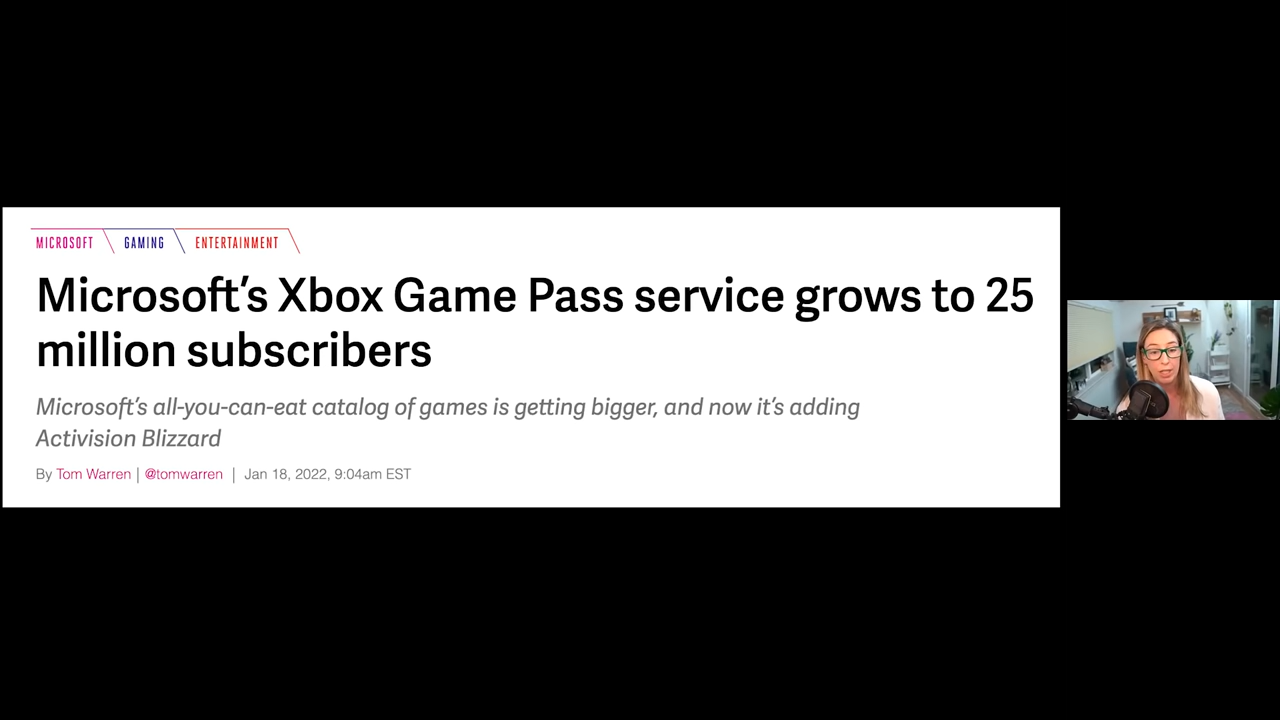 MICROSOFT GAMING ENTERTAINMENT
Microsoft’s Xbox Game Pass service grows to 25
million subscribers
Microsoft’s all-you-can-eat catalog of games is getting bigger, and now it’s adding
Activision Blizzard
By Tom Warren | @tomwarren | Jan 18, 2022, 9:04am EST